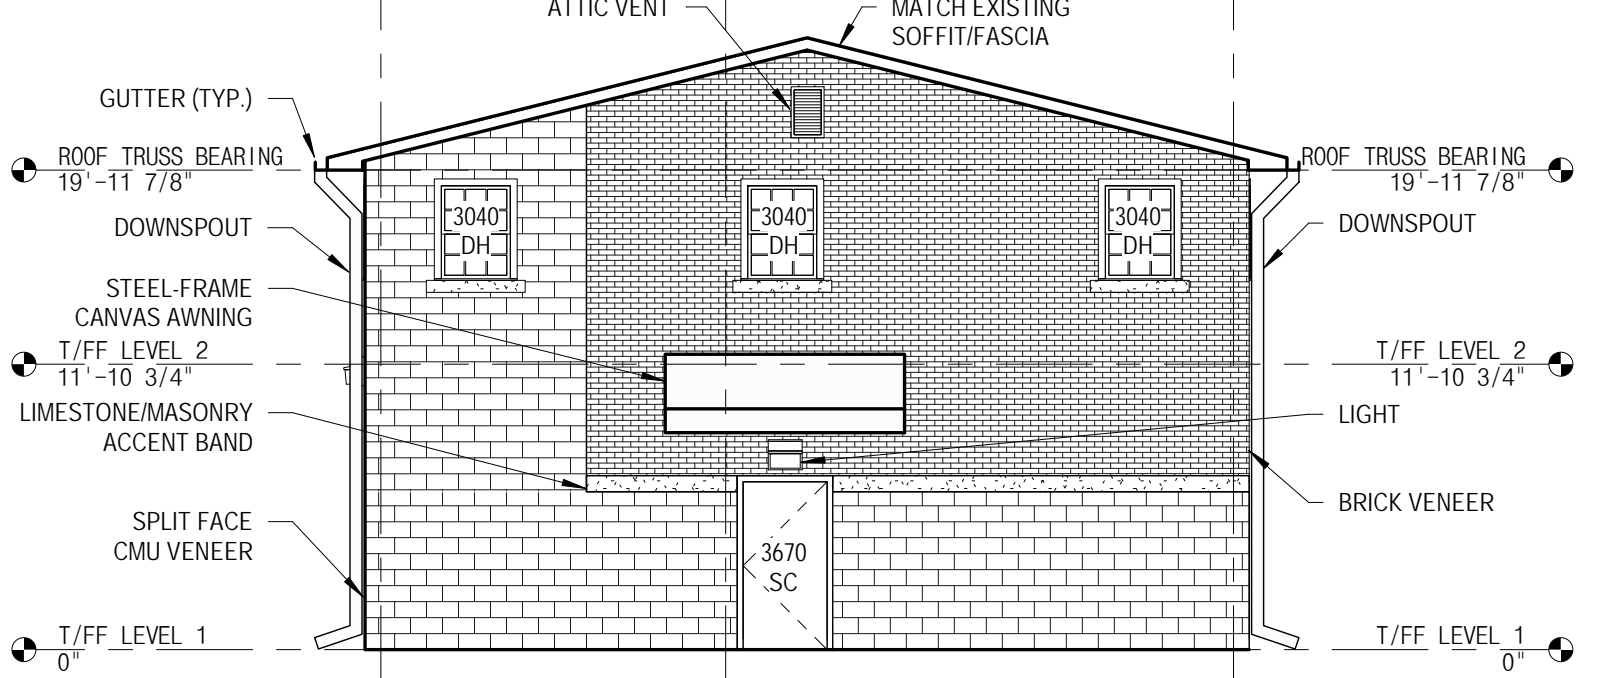 ATTIC VENT
MATCH EXISTING
SOFFIT/FASCIA
GUTTER (TYP.)
ROOF TRUSS BEARING
19'-11 7/8"
ROOF TRUSS BEARING
19'-11 7/8"
3040
DH
3040
DH
3040
DH
DOWNSPOUT
DOWNSPOUT
STEEL-FRAME
CANVAS AWNING
T/FF LEVEL 2
11'-10 3/4"
T/FF LEVEL 2
11'-10 3/4"
LIMESTONE/MASONRY
ACCENT BAND
LIGHT
BRICK VENEER
SPLIT FACE
CMU VENEER
3670
SC
T/FF LEVEL 1
0"
T/FF LEVEL 1
0"